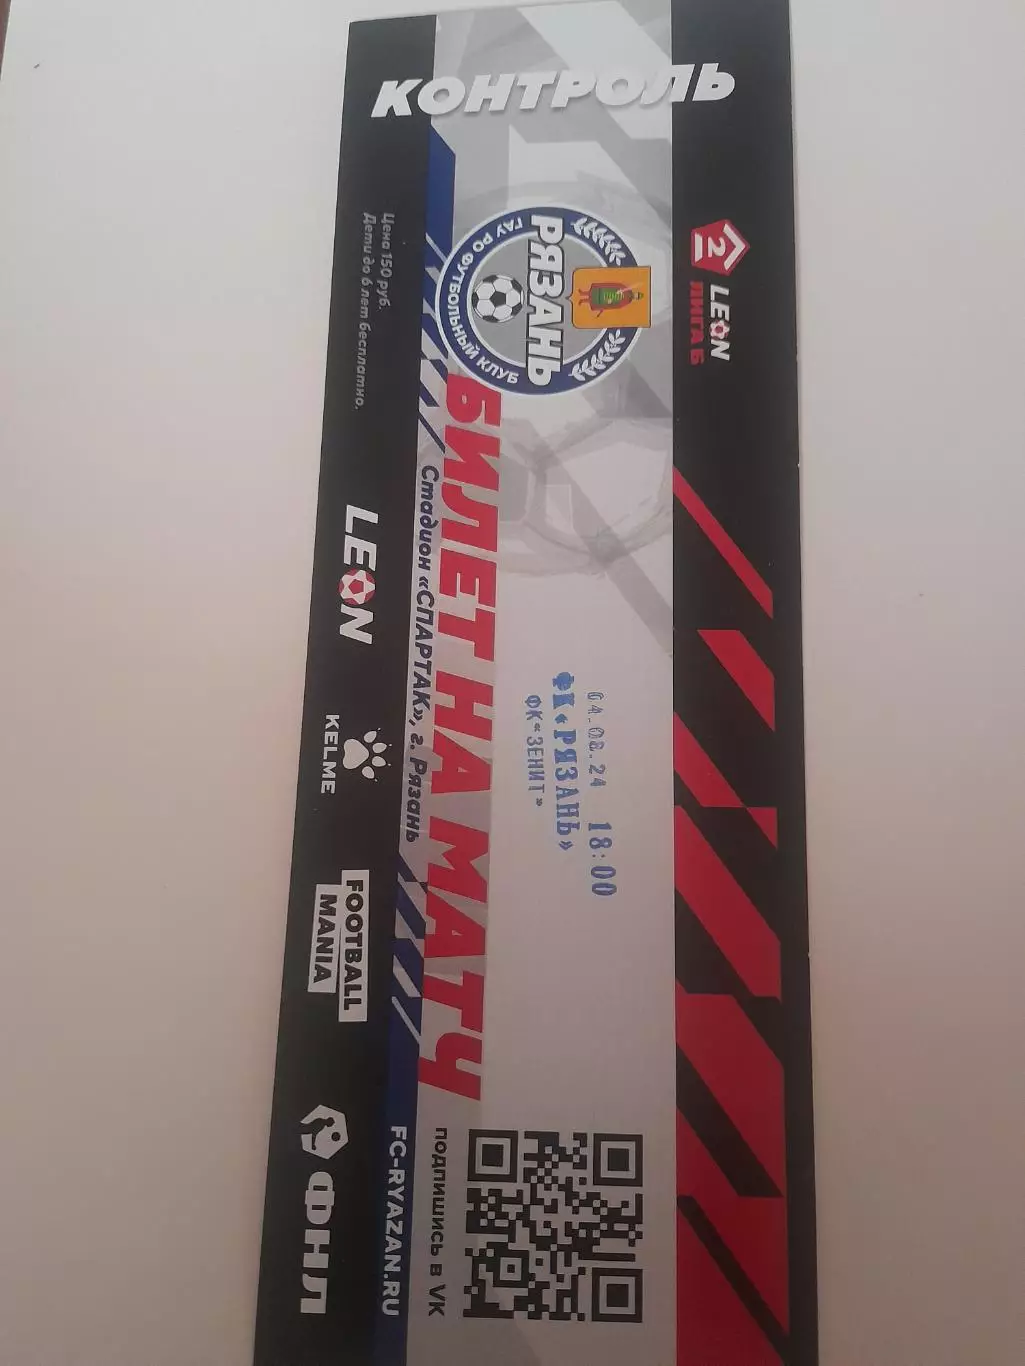 КОНТРОЛЬ
2
LEON
ЛИГА Б
РЯЗАНЬ
ГАУ РО ФУТБОЛЬНЫЙ КЛУБ
04.08.24 18:00
ФК«РЯЗАНЬ»
ФК«ЗЕНИТ»
БИЛЕТ НА МАТЧ
Стадион «СПАРТАК», г. Рязань
Цена 150 руб.
Дети до 6 лет бесплатно.
LEON
KELME
FOOTBALL
MANIA
ФНЛ
подпишись в VK
FC-RYAZAN.RU